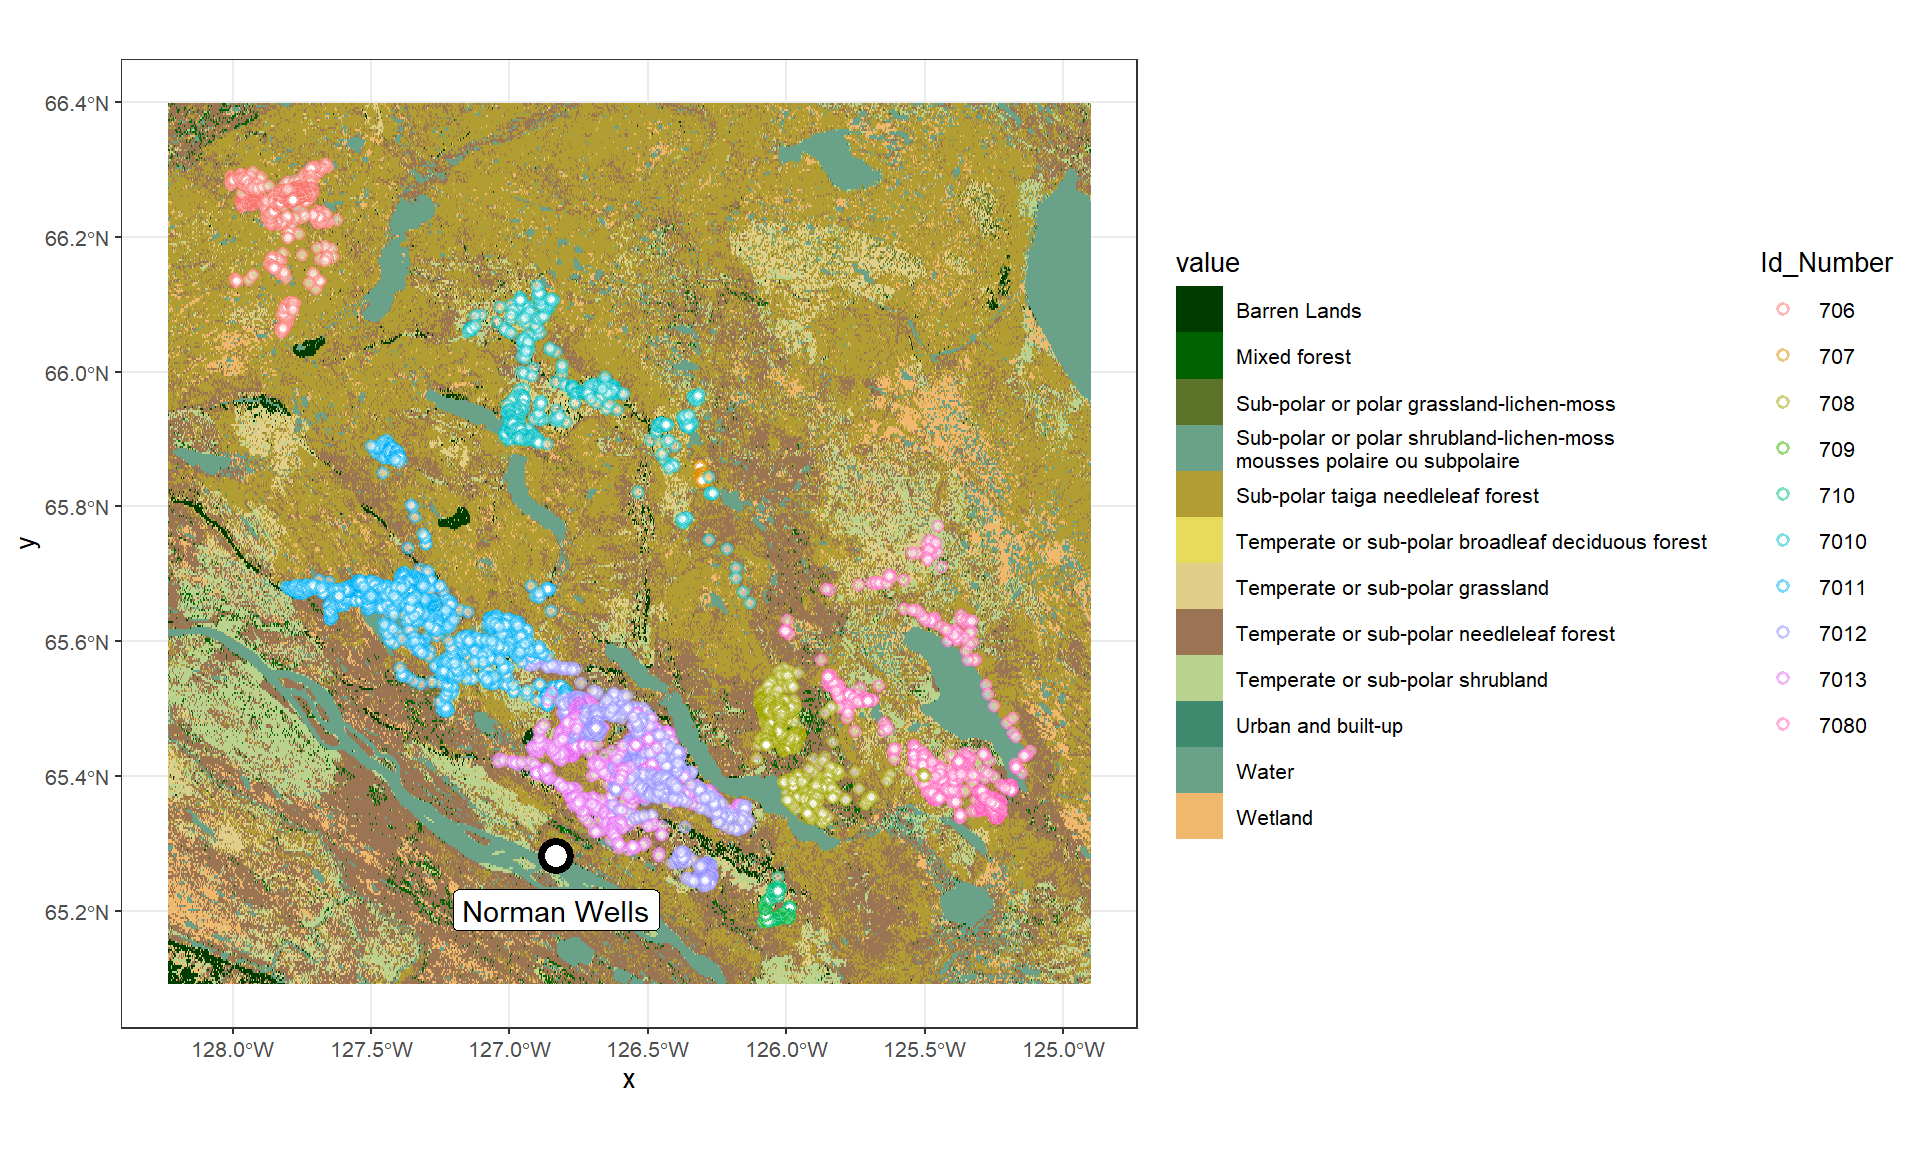 66.4°N
66.2°N
66.0°N
65.8°N
65.6°N
65.4°N
65.2°N
y
Norman Wells
128.0°W 127.5°W 127.0°W 126.5°W 126.0°W 125.5°W 125.0°W
x
value
Barren Lands
Mixed forest
Sub-polar or polar grassland-lichen-moss
Sub-polar or polar shrubland-lichen-moss
mousses polaire ou subpolaire
Sub-polar taiga needleleaf forest
Temperate or sub-polar broadleaf deciduous forest
Temperate or sub-polar grassland
Temperate or sub-polar needleleaf forest
Temperate or sub-polar shrubland
Urban and built-up
Water
Wetland
Id_Number
706
707
708
709
710
7010
7011
7012
7013
7080